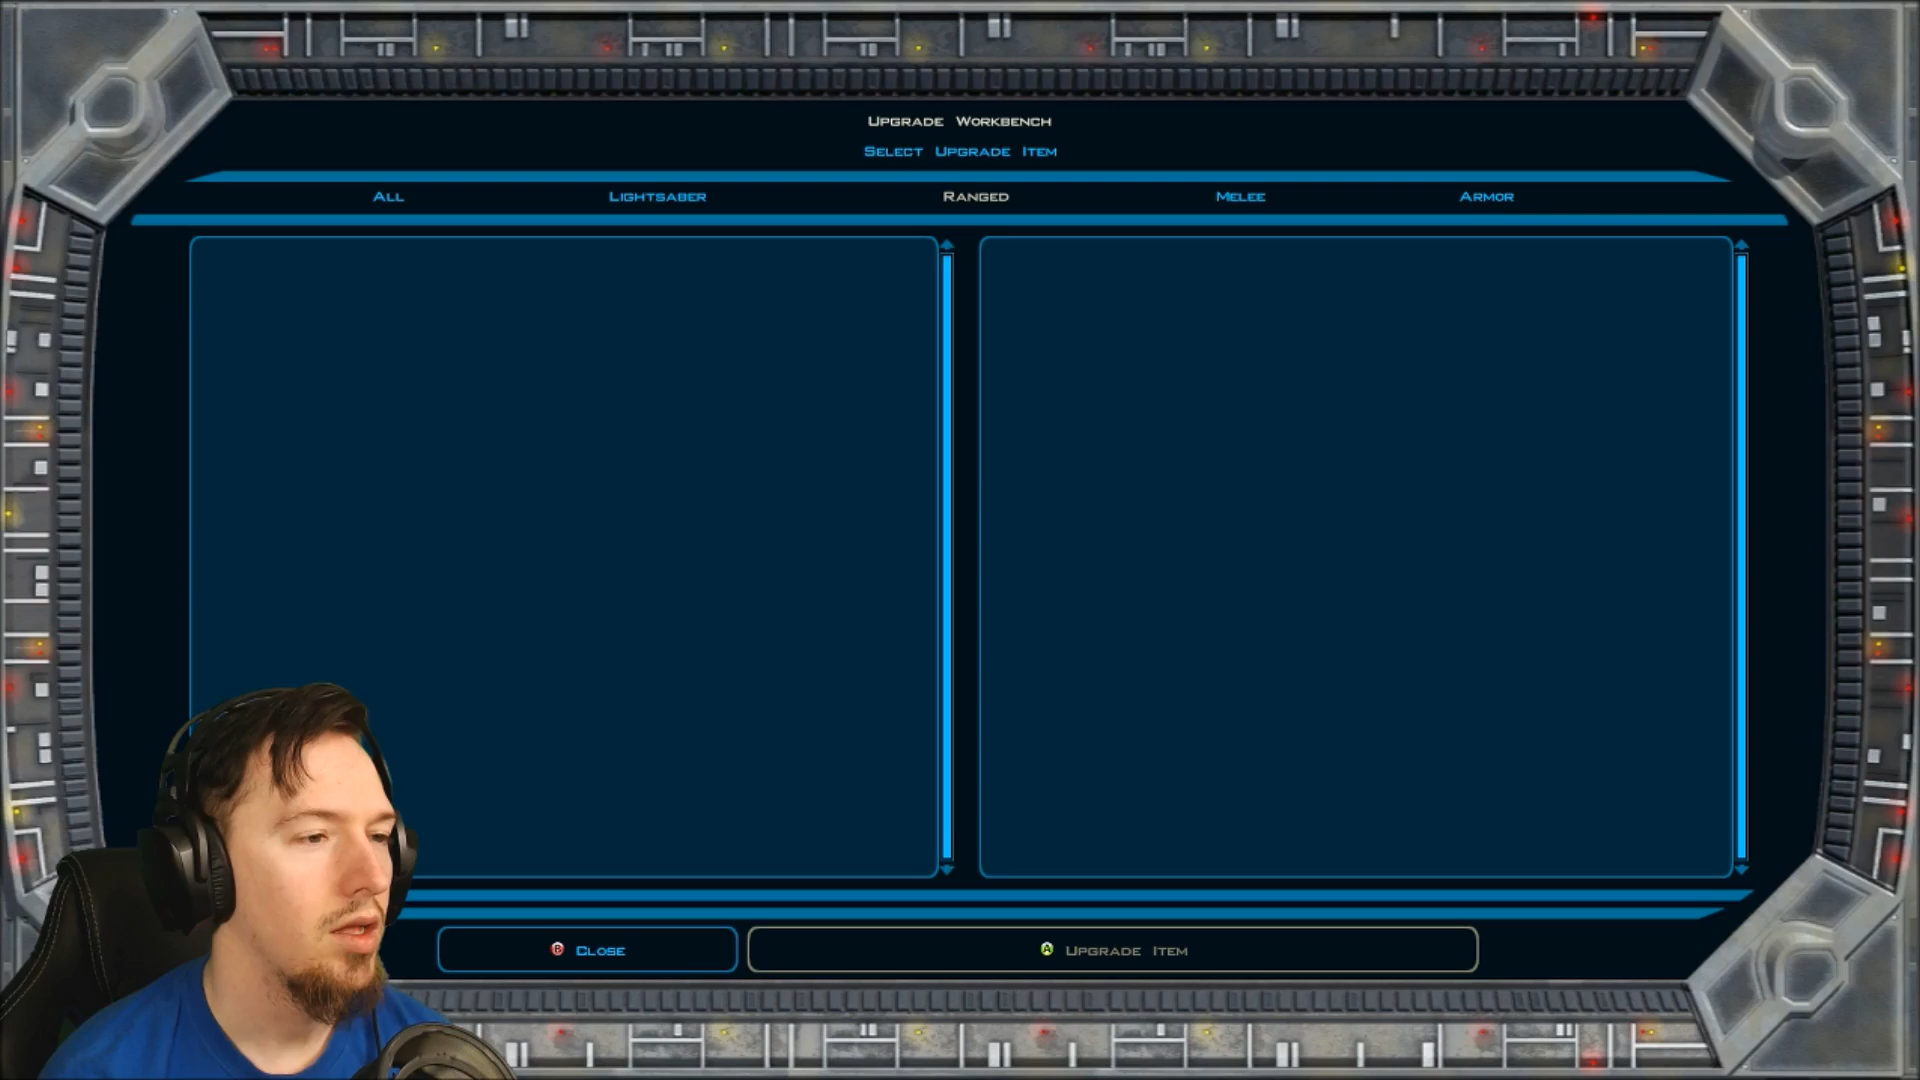 Upgrade Workbench
Select Upgrade Item
All Lightsaber Ranged Melee Armor
B Close A Upgrade Item